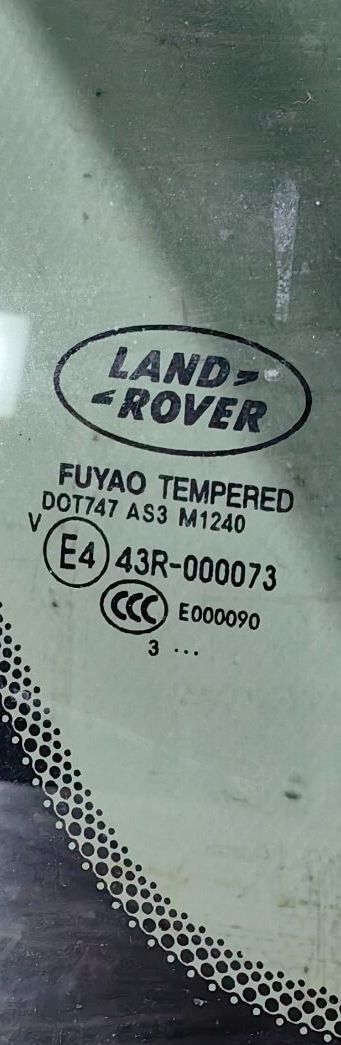 LAND
ROVER
FUYAO TEMPERED
DOT747 AS3 M1240
V
E4 43R-000073
CCC E000090
3 ...